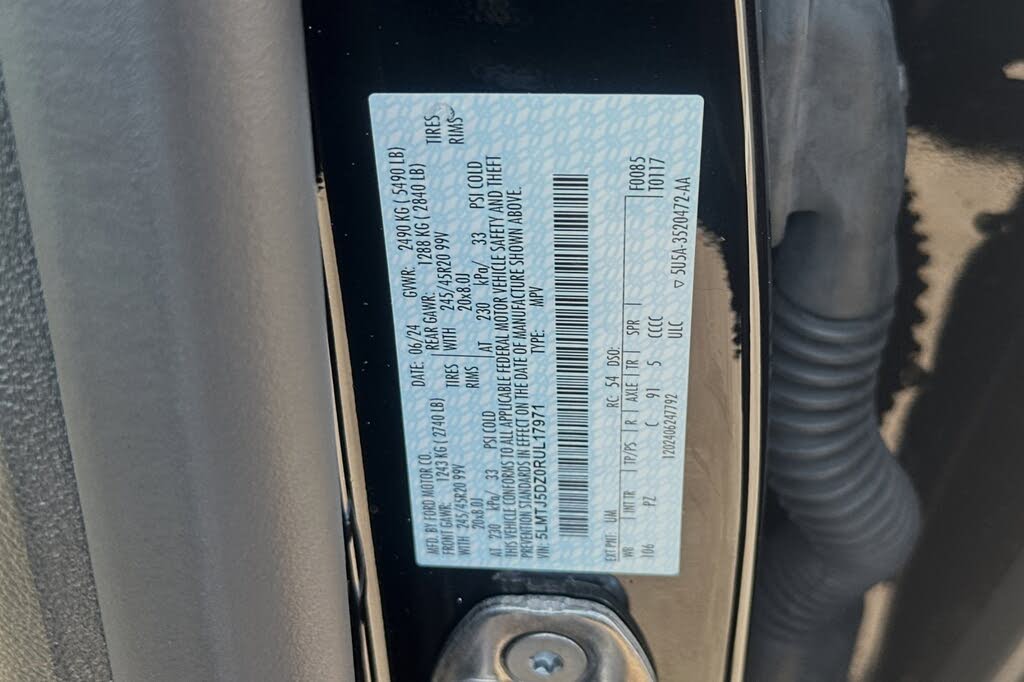 MFD. BY FORD MOTOR CO. DATE: 06/24 GVWR: 2490 KG ( 5490 LB)
FRONT GAWR: 1243 KG ( 2740 LB) REAR GAWR: 1288 KG ( 2840 LB)
WITH 245/45R20 99V TIRES WITH 245/45R20 99V TIRES
20x8.0J RIMS 20x8.0J RIMS
AT 230 kPa/ 33 PSI COLD AT 230 kPa/ 33 PSI COLD
THIS VEHICLE CONFORMS TO ALL APPLICABLE FEDERAL MOTOR VEHICLE SAFETY AND THEFT
PREVENTION STANDARDS IN EFFECT ON THE DATE OF MANUFACTURE SHOWN ABOVE.
VIN: 5LMTJ5DZ0RUL17971 TYPE: MPV
EXT PNT: UM RC: 54 DSO: F0085
WB INT TR TP/PS R AXLE TR SPR T0117
106 PZ C 91 5 CCCC
1202406247792 ULC
5U5A-3520472-AA